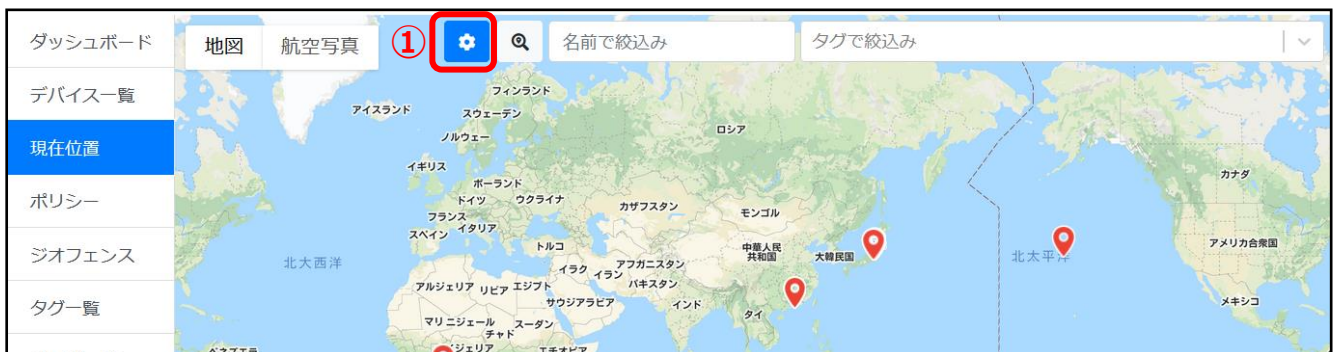 ダッシュボード
デバイス一覧
現在位置
ポリシー
ジオフェンス
タグ一覧
地図 航空写真
①
名前で絞込み
タグで絞込み
アイスランド
フィンランド
スウェーデン
ノルウェー
ロシア
イギリス
ポーランド
ドイツ
ウクライナ
フランス
スペイン
イタリア
カザフスタン
モンゴル
カナダ
北大西洋
トルコ
イラク
イラン
アフガニスタン
パキスタン
中華人民
共和国
大韓民国
北太平洋
アメリカ合衆国
アルジェリア
リビア
エジプト
サウジアラビア
インド
タイ
メキシコ
マリ
ニジェール
チャド
スーダン
エチオピア
ベネズエラ